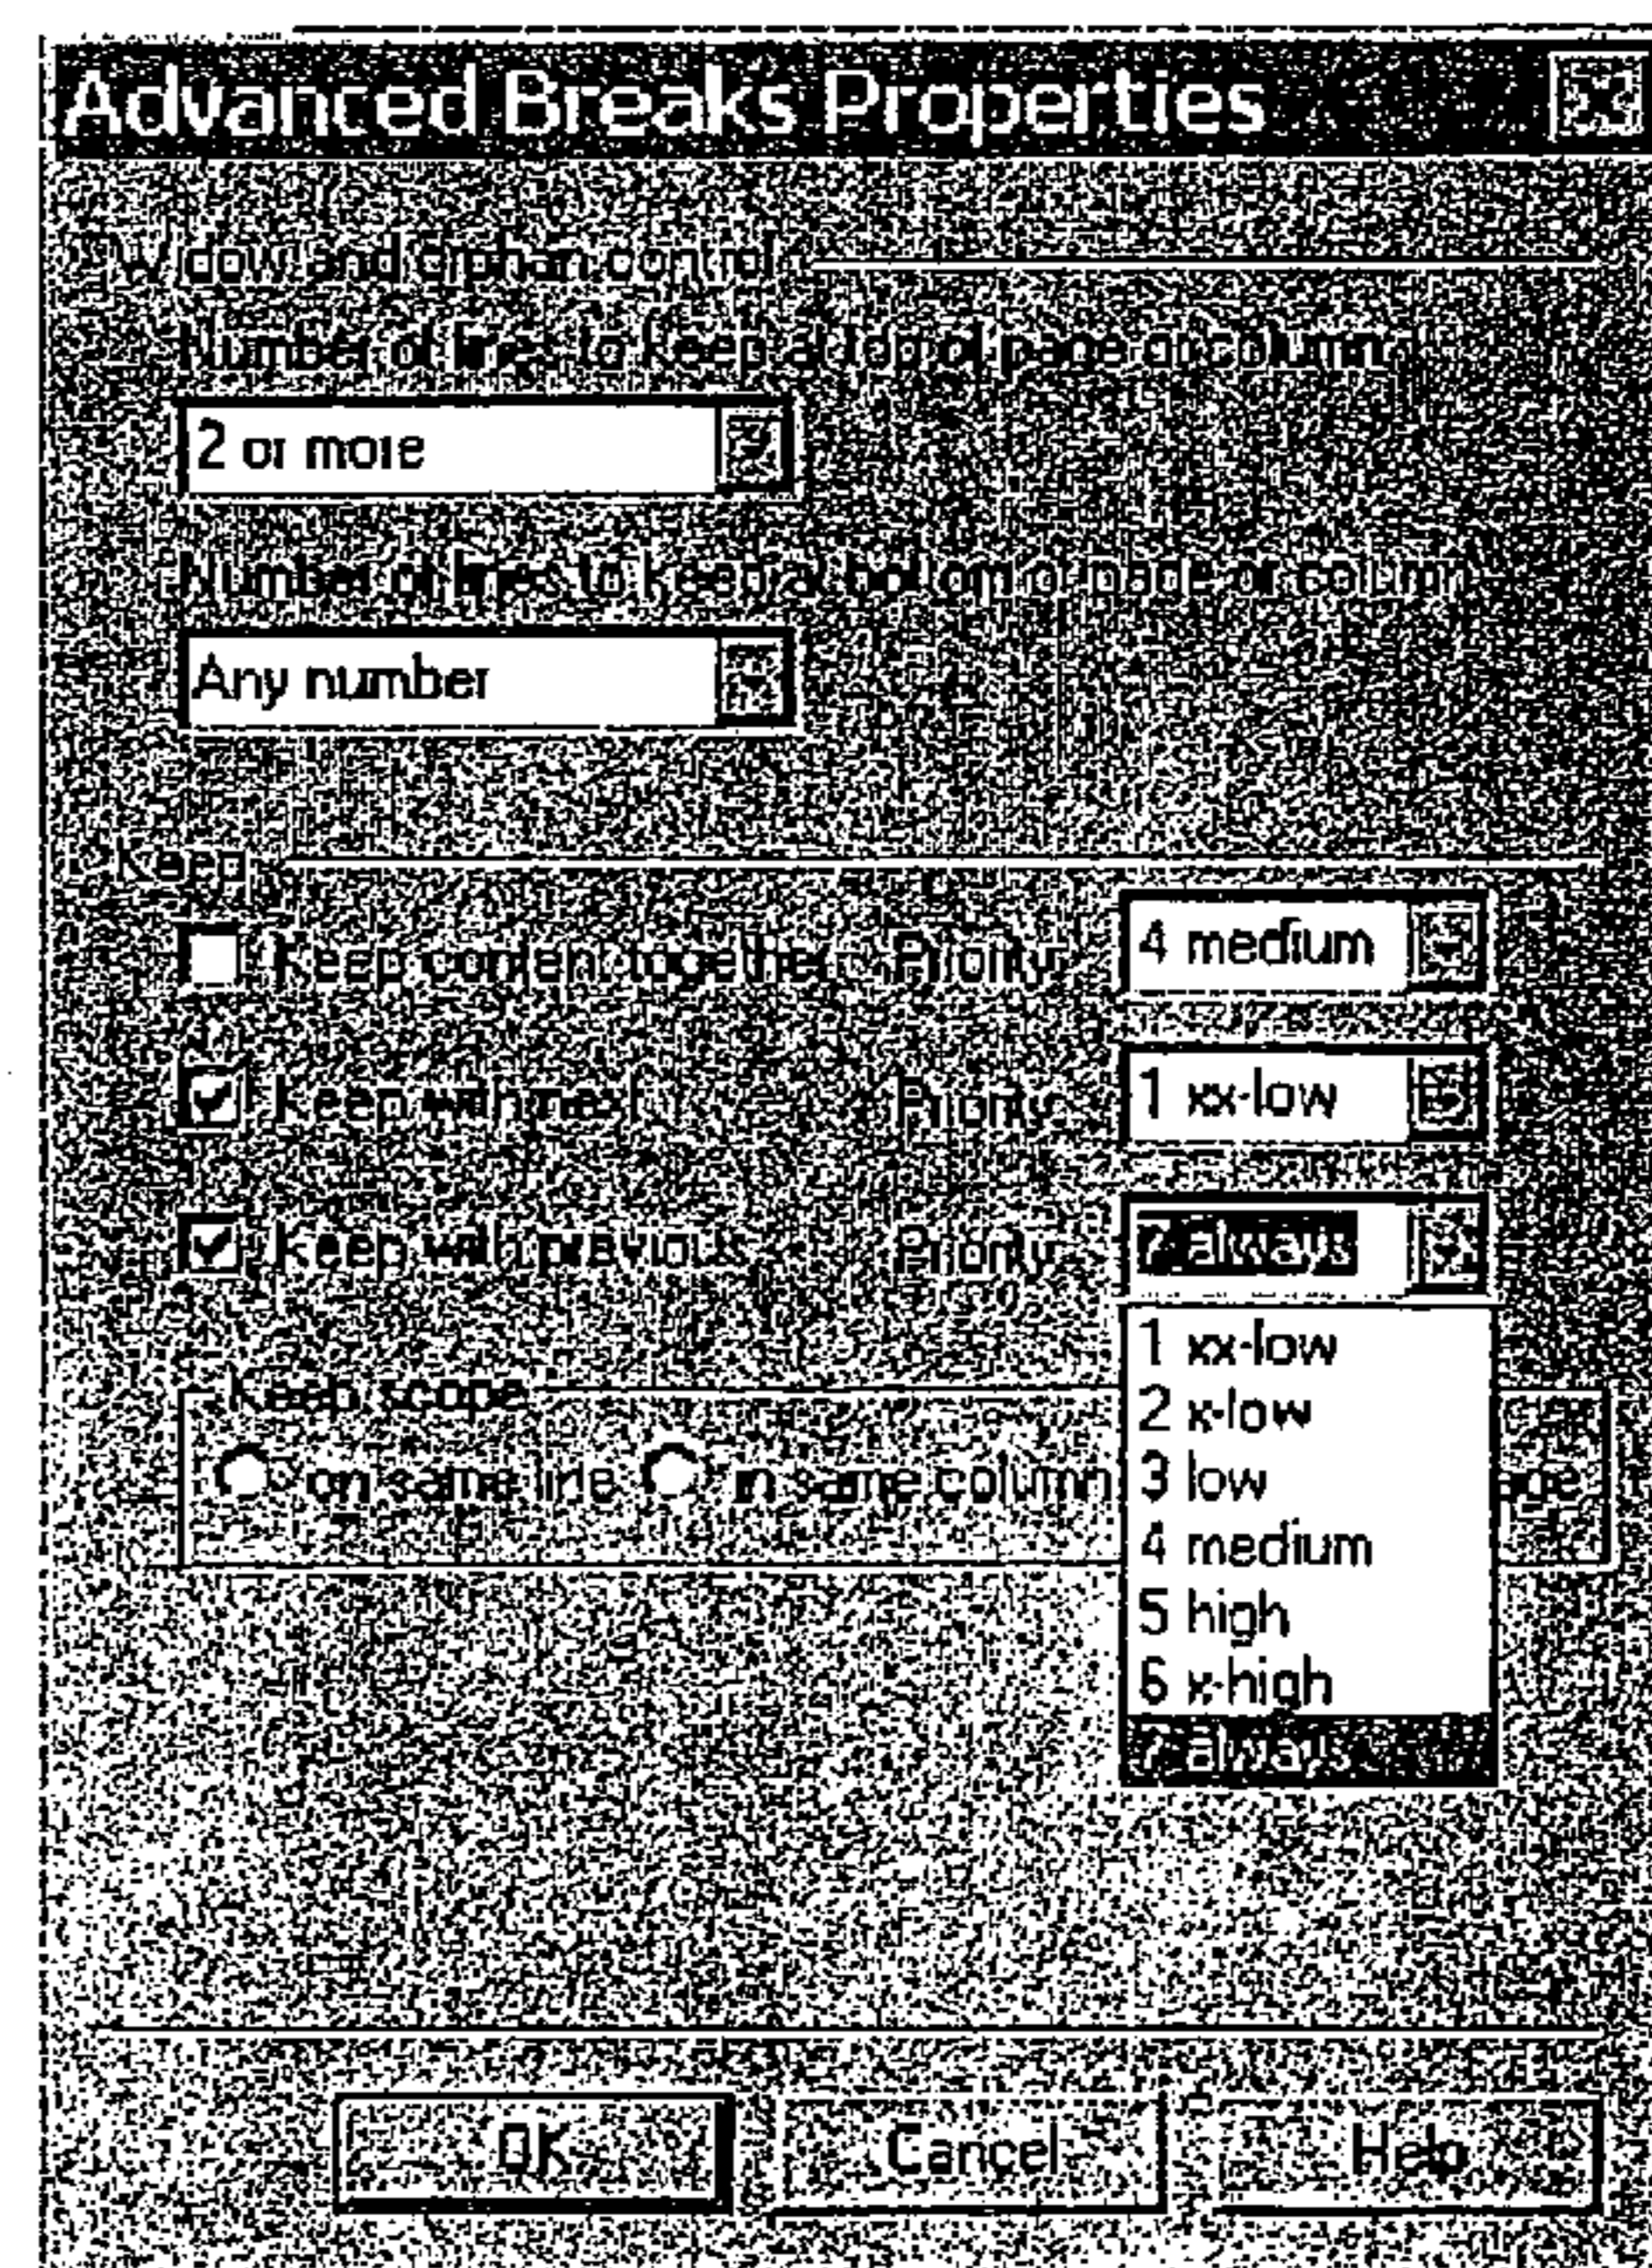 Advanced Breaks Properties
Widow and orphan control
Number of lines to keep at top of page or column
2 or more
Number of lines to keep at bottom of page or column
Any number
Keep
Keep content together Priority 4 medium
Keep with next Priority 1 xx-low
Keep with previous Priority 7 always
1 xx-low
2 x-low
3 low
4 medium
5 high
6 x-high
7 always
Keep scope
on same line in same column
OK Cancel Help